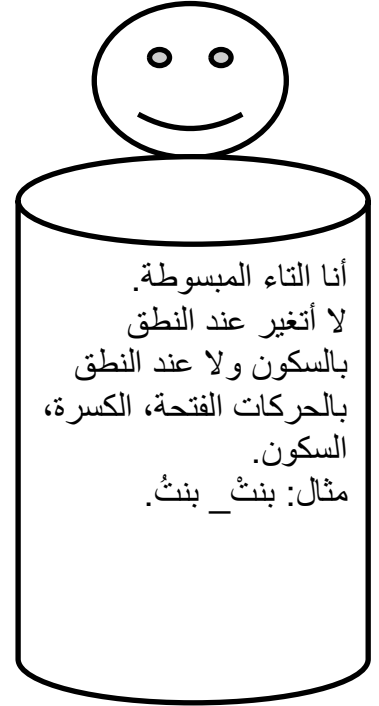 أنا التاء المبسوطة.
لا أتغير عند النطق
بالسكون ولا عند النطق
بالحركات الفتحة، الكسرة،
السكون.
مثال: بنتْ_ بنتُ.